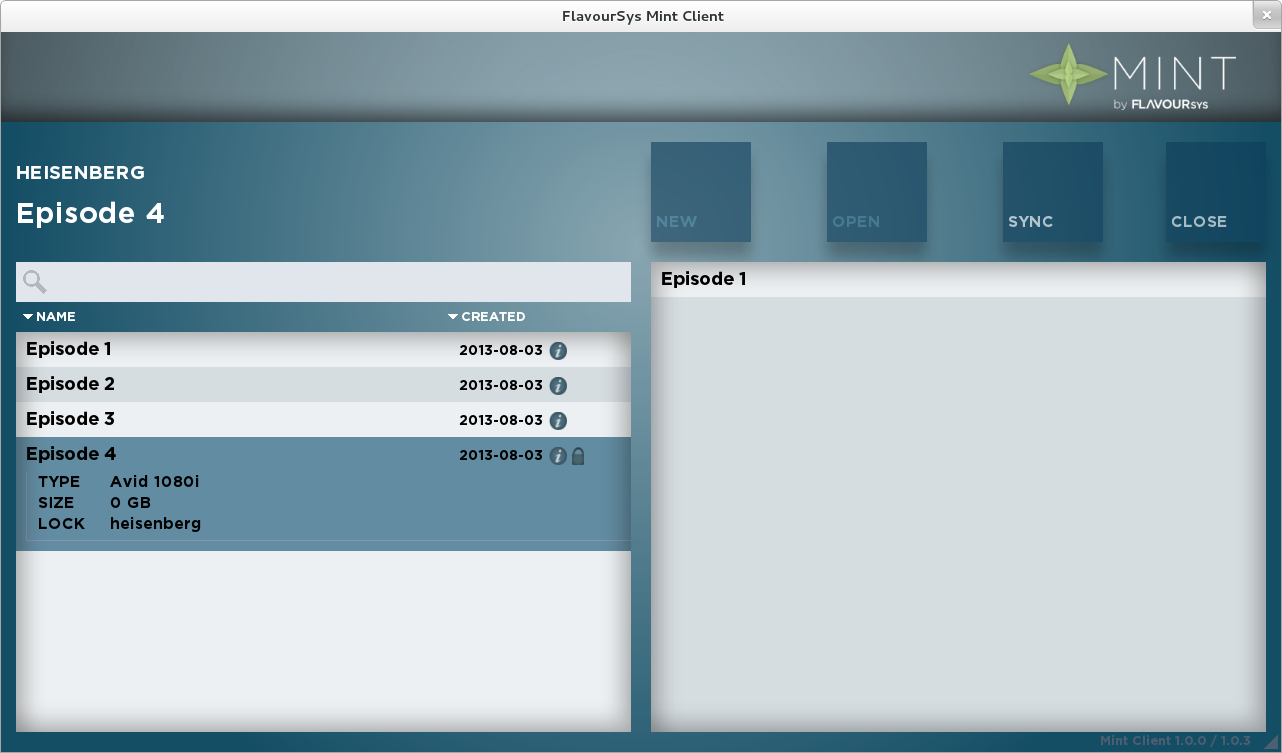 FlavourSys Mint Client
MINT
by FLAVOURsys
HEISENBERG
Episode 4
NEW
OPEN
SYNC
CLOSE
NAME
CREATED
Episode 1 2013-08-03
Episode 2 2013-08-03
Episode 3 2013-08-03
Episode 4 2013-08-03
TYPE Avid 1080i
SIZE 0 GB
LOCK heisenberg
Episode 1
Mint Client 1.0.0 / 1.0.3